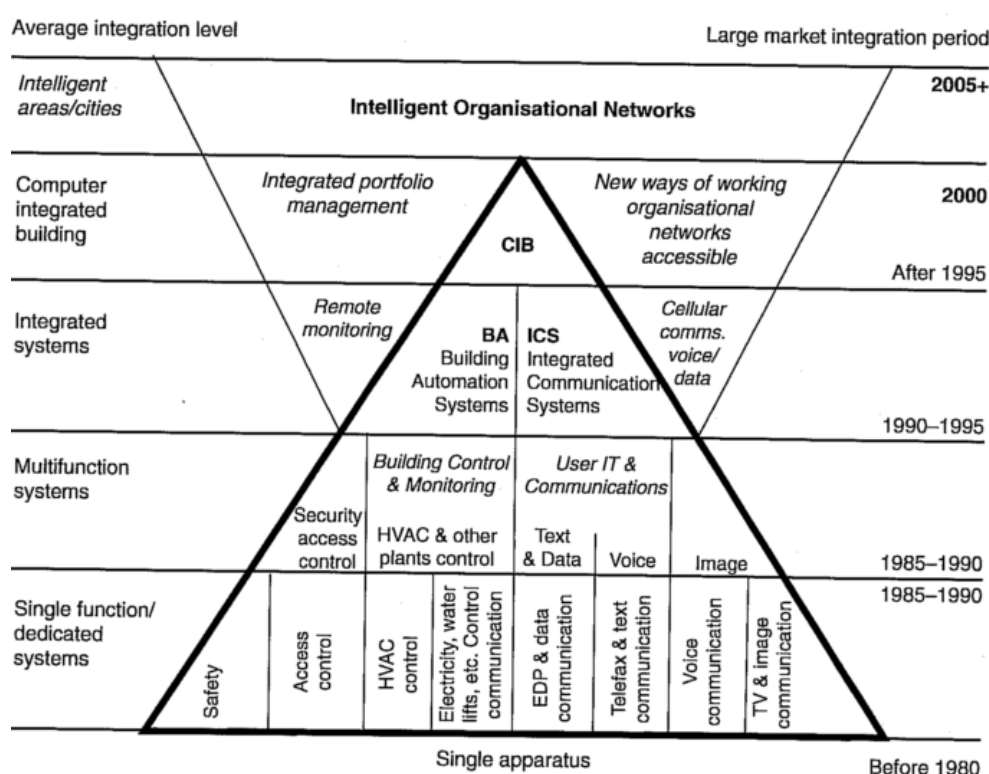 Average integration level
Large market integration period
Intelligent
areas/cities
Intelligent Organisational Networks
2005+
Computer
integrated
building
Integrated portfolio
management
CIB
New ways of working
organisational
networks
accessible
2000
After 1995
Integrated
systems
Remote
monitoring
BA
Building
Automation
Systems
ICS
Integrated
Communication
Systems
Cellular
comms.
voice/
data
1990–1995
Multifunction
systems
Building Control
& Monitoring
User IT &
Communications
Security
access
control
HVAC & other
plants control
Text
& Data
Voice
Image
1985–1990
Single function/
dedicated
systems
1985–1990
Safety
Access
control
HVAC
control
Electricity, water
lifts, etc. Control
communication
EDP & data
communication
Telefax & text
communication
Voice
communication
TV & image
communication
Single apparatus
Before 1980